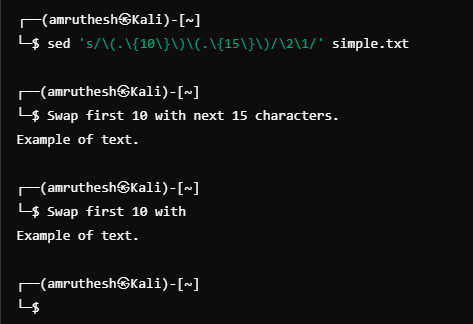 ┌──(amruthesh㉿Kali)-[~]
└─$ sed 's/\(.\{10\}\)\(.\{15\}\)/\2\1/' simple.txt
┌──(amruthesh㉿Kali)-[~]
└─$ Swap first 10 with next 15 characters.
Example of text.
┌──(amruthesh㉿Kali)-[~]
└─$ Swap first 10 with
Example of text.
┌──(amruthesh㉿Kali)-[~]
└─$